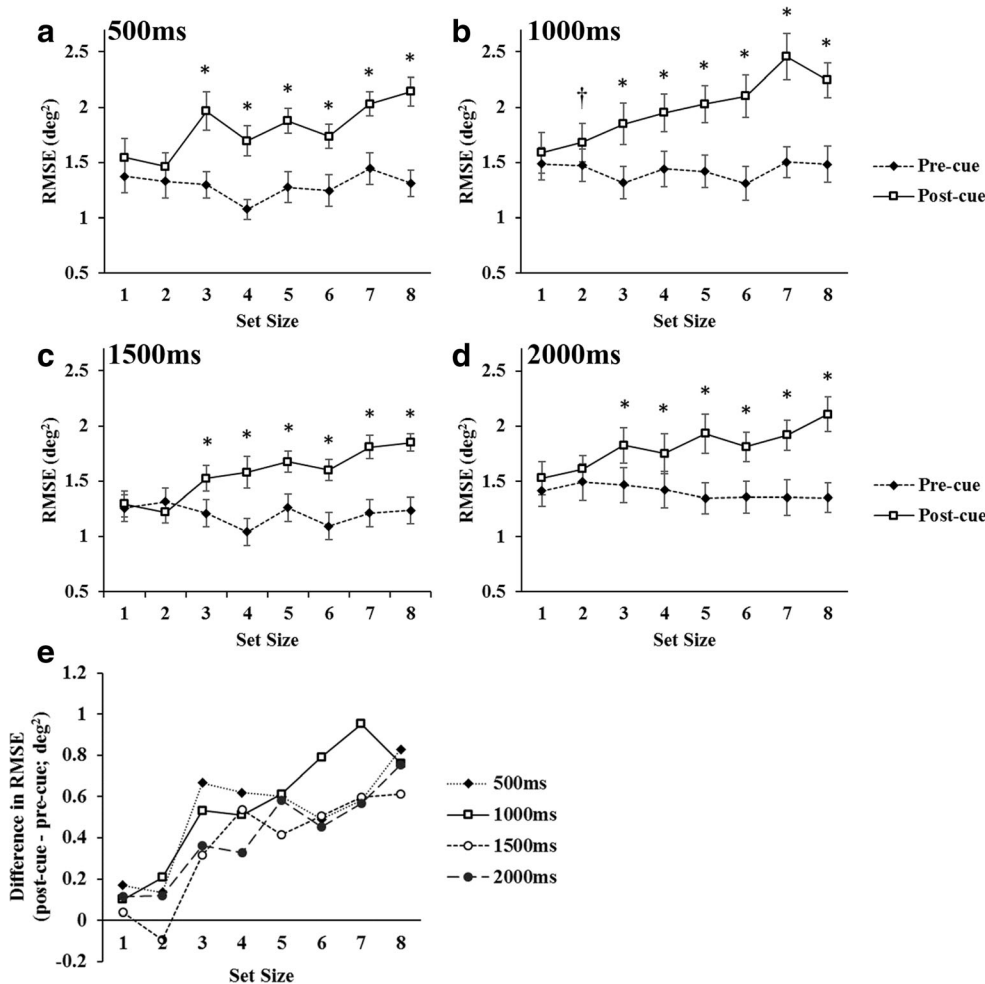 a 500ms
* * * * * *
RMSE (deg²)
2.5
2
1.5
1
0.5
1 2 3 4 5 6 7 8
Set Size
b 1000ms
† * * * * * *
RMSE (deg²)
2.5
2
1.5
1
0.5
1 2 3 4 5 6 7 8
Set Size
Pre-cue
Post-cue
c 1500ms
* * * * * *
RMSE (deg²)
2.5
2
1.5
1
0.5
1 2 3 4 5 6 7 8
Set Size
d 2000ms
* * * * * *
RMSE (deg²)
2.5
2
1.5
1
0.5
1 2 3 4 5 6 7 8
Set Size
Pre-cue
Post-cue
e
Difference in RMSE
(post-cue - pre-cue; deg²)
1.2
1
0.8
0.6
0.4
0.2
0
-0.2
1 2 3 4 5 6 7 8
Set Size
500ms
1000ms
1500ms
2000ms